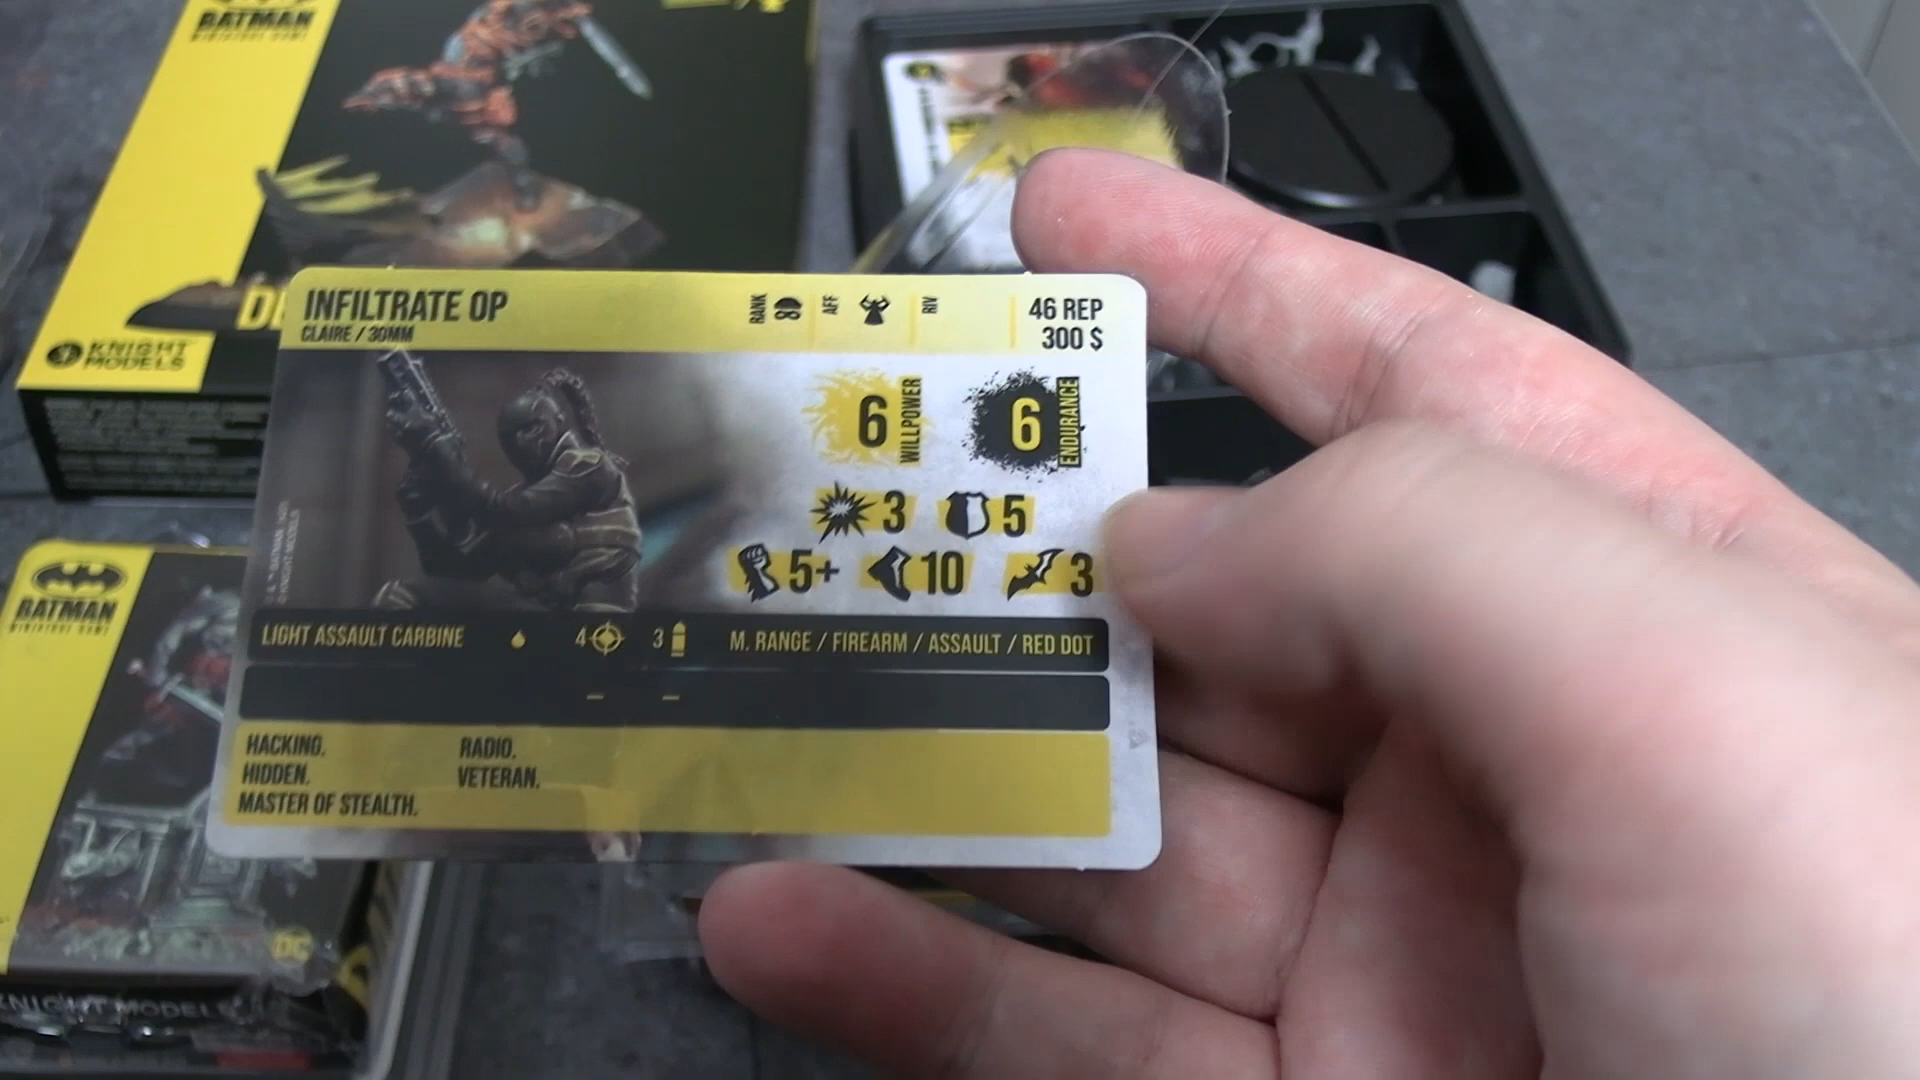 BATMAN
MINIATURE GAME
DE
KNIGHT
MODELS
INFILTRATE OP
CLAIRE / 30MM
RANK
AFF
RIV
46 REP
300 $
6 WILLPOWER
6 ENDURANCE
3
5
5+
10
3
LIGHT ASSAULT CARBINE
4
3
M. RANGE / FIREARM / ASSAULT / RED DOT
–
–
HACKING.
RADIO.
HIDDEN.
VETERAN.
MASTER OF STEALTH.
BATMAN
MINIATURE GAME
DC
KNIGHT MODELS